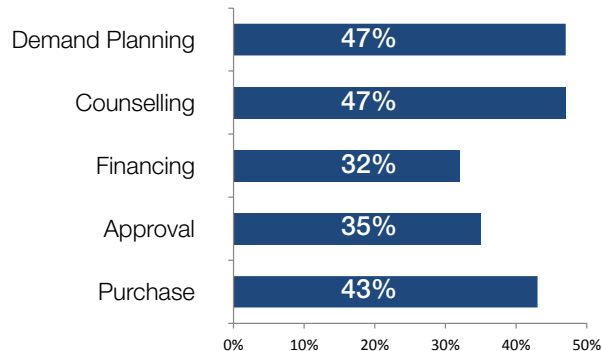 Demand Planning 47%
Counselling 47%
Financing 32%
Approval 35%
Purchase 43%
0% 10% 20% 30% 40% 50%